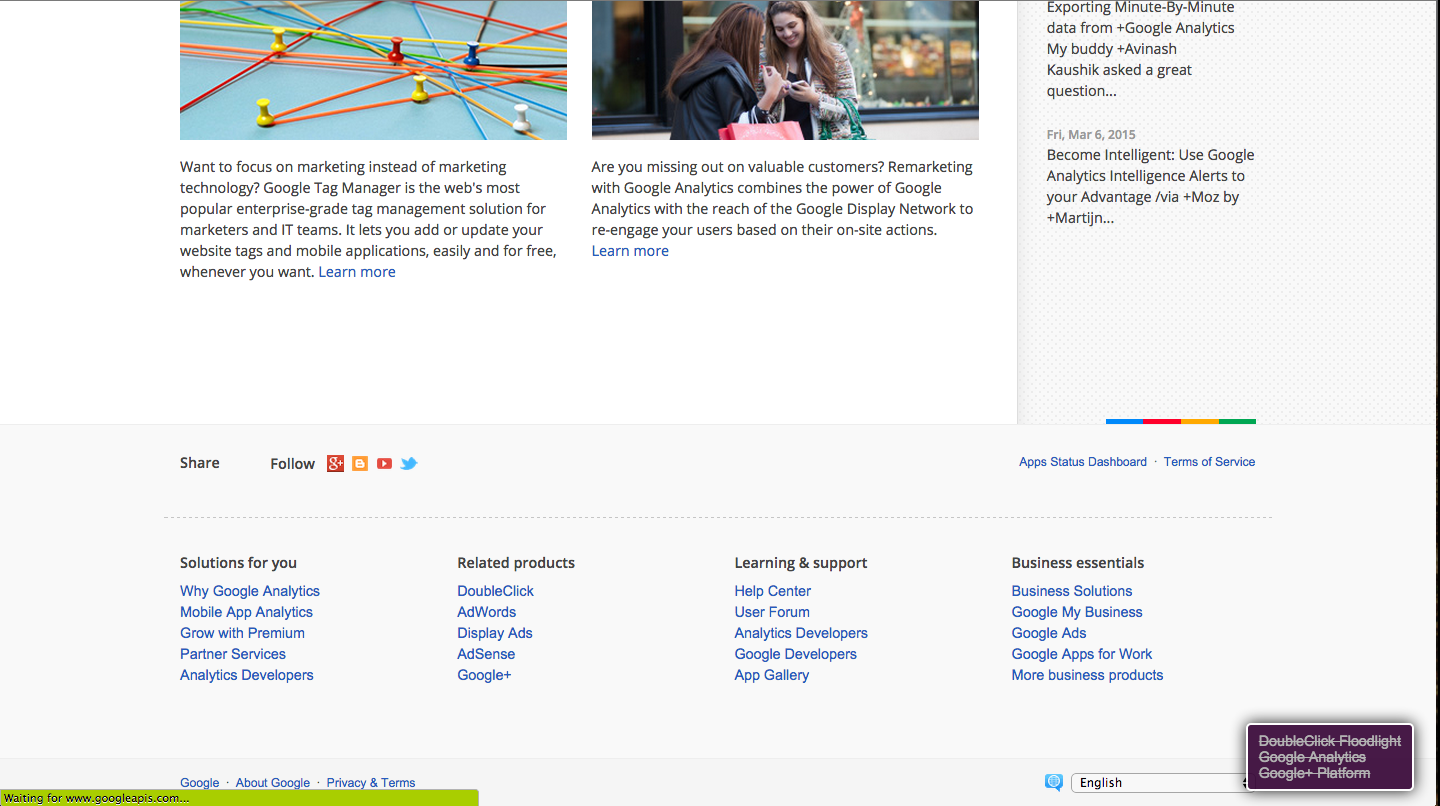 Want to focus on marketing instead of marketing
technology? Google Tag Manager is the web's most
popular enterprise-grade tag management solution for
marketers and IT teams. It lets you add or update your
website tags and mobile applications, easily and for free,
whenever you want. Learn more
Are you missing out on valuable customers? Remarketing
with Google Analytics combines the power of Google
Analytics with the reach of the Google Display Network to
re-engage your users based on their on-site actions.
Learn more
Exporting Minute-By-Minute
data from +Google Analytics
My buddy +Avinash
Kaushik asked a great
question...
Fri, Mar 6, 2015
Become Intelligent: Use Google
Analytics Intelligence Alerts to
your Advantage /via +Moz by
+Martijn...
Share
Follow
Apps Status Dashboard · Terms of Service
Solutions for you
Why Google Analytics
Mobile App Analytics
Grow with Premium
Partner Services
Analytics Developers
Related products
DoubleClick
AdWords
Display Ads
AdSense
Google+
Learning & support
Help Center
User Forum
Analytics Developers
Google Developers
App Gallery
Business essentials
Business Solutions
Google My Business
Google Ads
Google Apps for Work
More business products
DoubleClick Floodlight
Google Analytics
Google+ Platform
Google · About Google · Privacy & Terms
English
Waiting for www.googleapis.com...